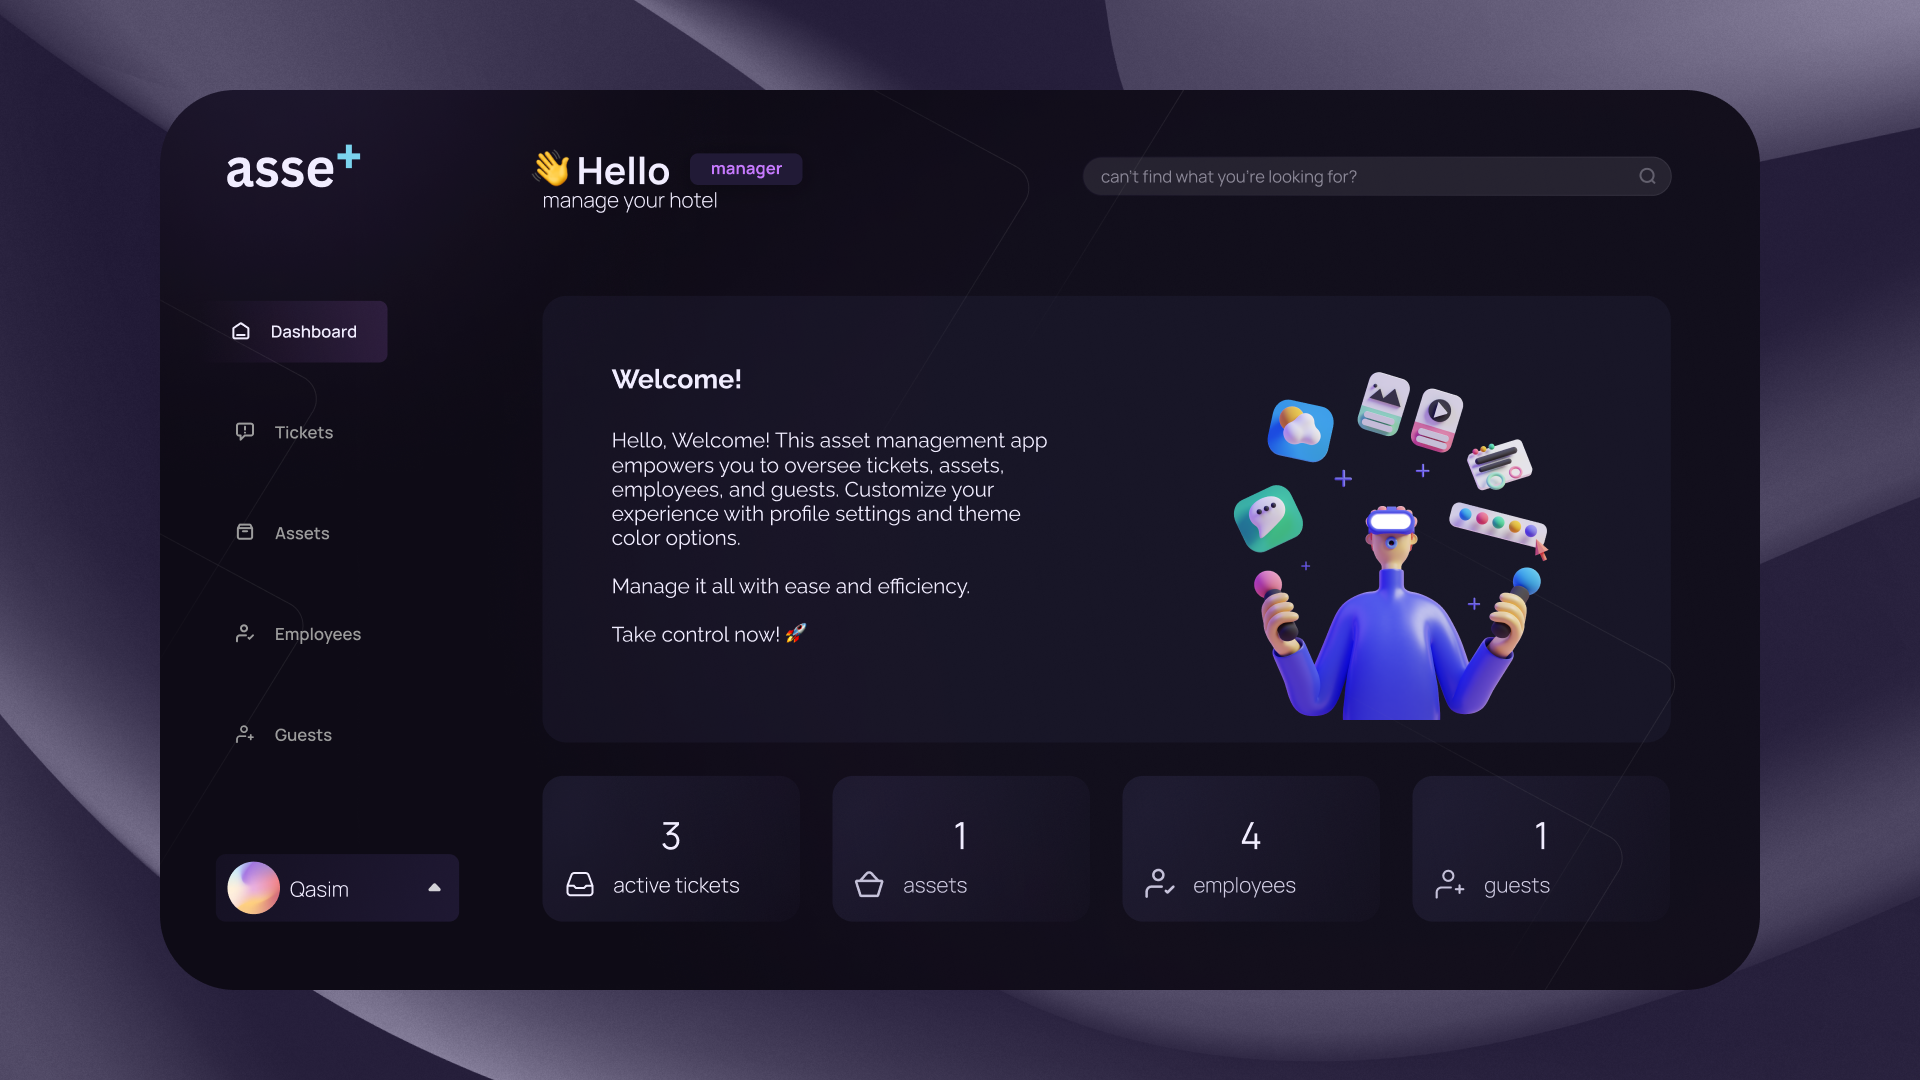 asse+
👋 Hello
manager
manage your hotel
can't find what you're looking for?
Dashboard
Tickets
Assets
Employees
Guests
Qasim
Welcome!
Hello, Welcome! This asset management app
empowers you to oversee tickets, assets,
employees, and guests. Customize your
experience with profile settings and theme
color options.
Manage it all with ease and efficiency.
Take control now! 🚀
3
active tickets
1
assets
4
employees
1
guests